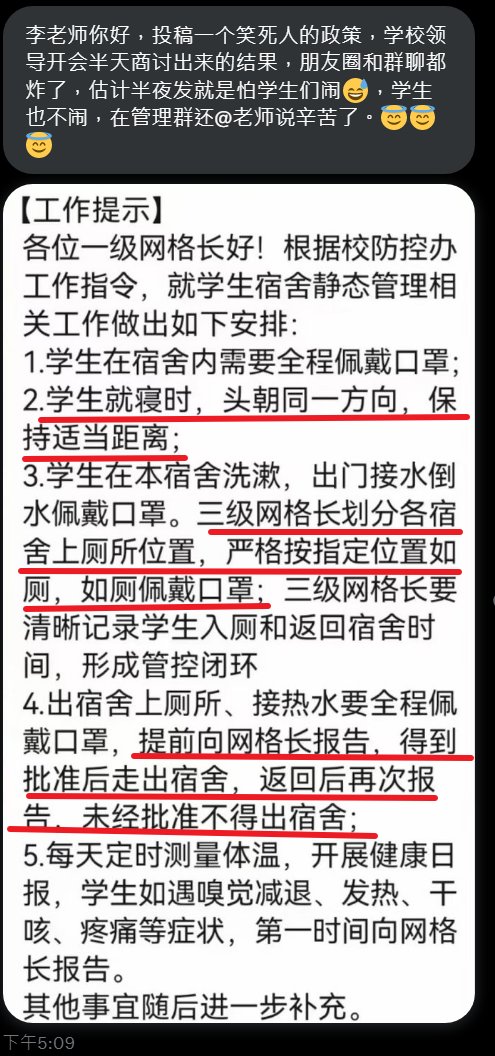 李老师你好，投稿一个笑死人的政策，学校领
导开会半天商讨出来的结果，朋友圈和群聊都
炸了，估计半夜发就是怕学生们闹😅，学生
也不闹，在管理群还@老师说辛苦了。😇😇
😇
【工作提示】
各位一级网格长好！根据校防控办
工作指令，就学生宿舍静态管理相
关工作做出如下安排：
1.学生在宿舍内需要全程佩戴口罩；
2.学生就寝时，头朝同一方向，保
持适当距离；
3.学生在本宿舍洗漱，出门接水倒
水佩戴口罩。三级网格长划分各宿
舍上厕所位置，严格按指定位置如
厕，如厕佩戴口罩；三级网格长要
清晰记录学生入厕和返回宿舍时
间，形成管控闭环
4.出宿舍上厕所、接热水要全程佩
戴口罩，提前向网格长报告，得到
批准后走出宿舍，返回后再次报
告，未经批准不得出宿舍；
5.每天定时测量体温，开展健康日
报，学生如遇嗅觉减退、发热、干
咳、疼痛等症状，第一时间向网格
长报告。
其他事宜随后进一步补充。
下午5:09